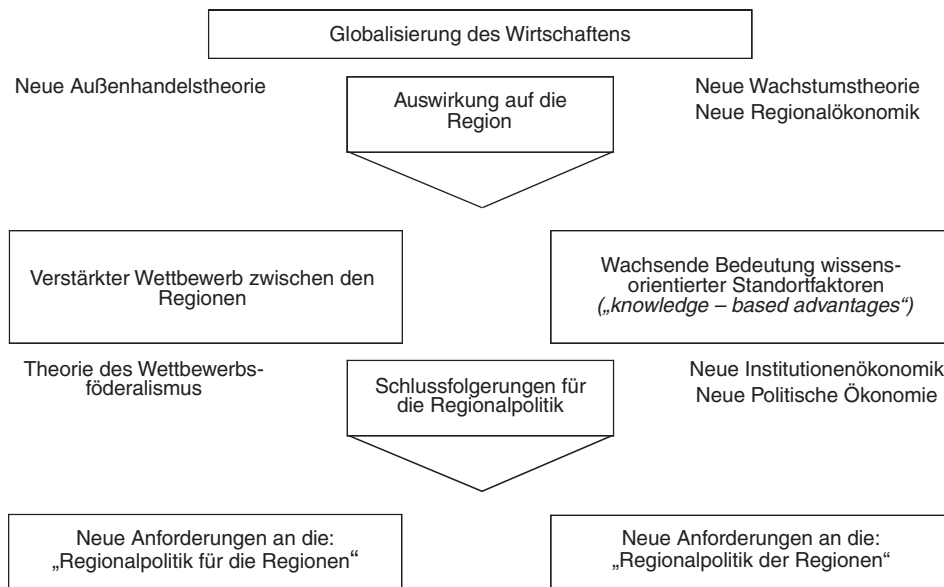 Globalisierung des Wirtschaftens
Neue Außenhandelstheorie
Auswirkung auf die
Region
Neue Wachstumstheorie
Neue Regionalökonomik
Verstärkter Wettbewerb zwischen den
Regionen
Wachsende Bedeutung wissens-
orientierter Standortfaktoren
(„knowledge – based advantages“)
Theorie des Wettbewerbs-
föderalismus
Schlussfolgerungen für
die Regionalpolitik
Neue Institutionenökonomik
Neue Politische Ökonomie
Neue Anforderungen an die:
„Regionalpolitik für die Regionen“
Neue Anforderungen an die:
„Regionalpolitik der Regionen“